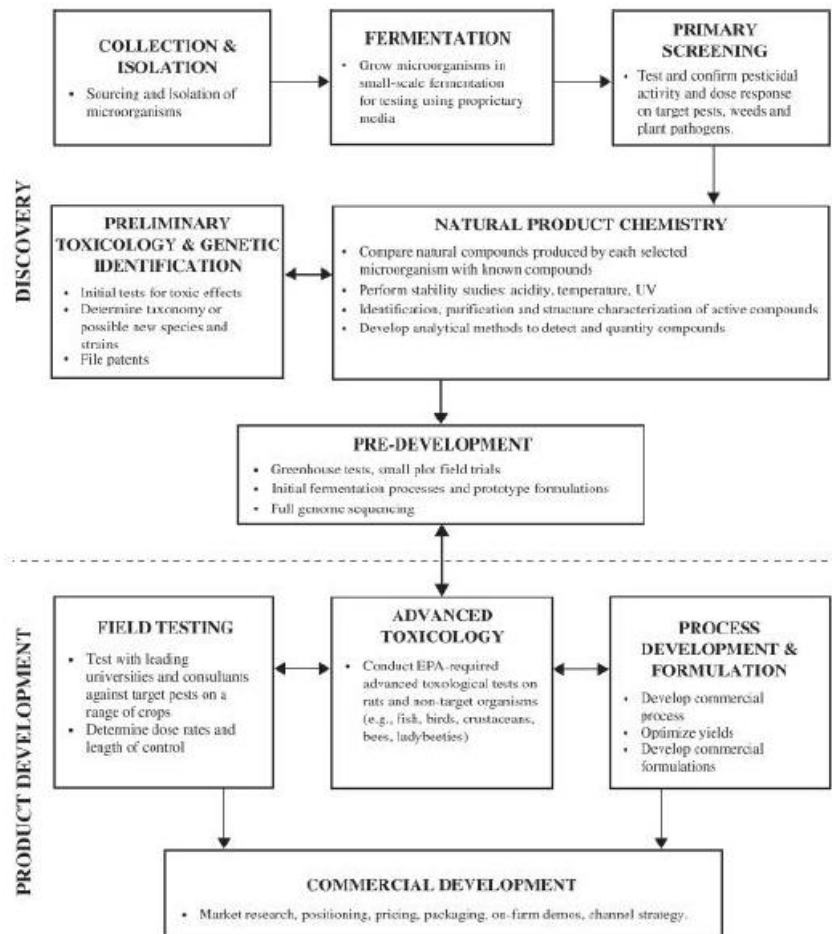 COLLECTION &
ISOLATION
• Sourcing and Isolation of
microorganisms
FERMENTATION
• Grow microorganisms in
small-scale fermentation
for testing using proprietary
media
PRIMARY
SCREENING
• Test and confirm pesticidal
activity and dose response
on target pests, weeds and
plant pathogens.
DISCOVERY
PRELIMINARY
TOXICOLOGY & GENETIC
IDENTIFICATION
• Initial tests for toxic effects
• Determine taxonomy or
possible new species and
strains
• File patents
NATURAL PRODUCT CHEMISTRY
• Compare natural compounds produced by each selected
microorganism with known compounds
• Perform stability studies: acidity, temperature, UV
• Identification, purification and structure characterization of active compounds
• Develop analytical methods to detect and quantity compounds
PRE-DEVELOPMENT
• Greenhouse tests, small plot field trials
• Initial fermentation processes and prototype formulations
• Full genome sequencing
PRODUCT DEVELOPMENT
FIELD TESTING
• Test with leading
universities and consultants
against target pests on a
range of crops
• Determine dose rates and
length of control
ADVANCED
TOXICOLOGY
• Conduct EPA-required
advanced toxological tests on
rats and non-target organisms
(e.g., fish, birds, crustaceans,
bees, ladybeeties)
PROCESS
DEVELOPMENT &
FORMULATION
• Develop commercial
process
• Optimize yields
• Develop commercial
formulations
COMMERCIAL DEVELOPMENT
• Market research, positioning, pricing, packaging, on-farm demos, channel strategy.